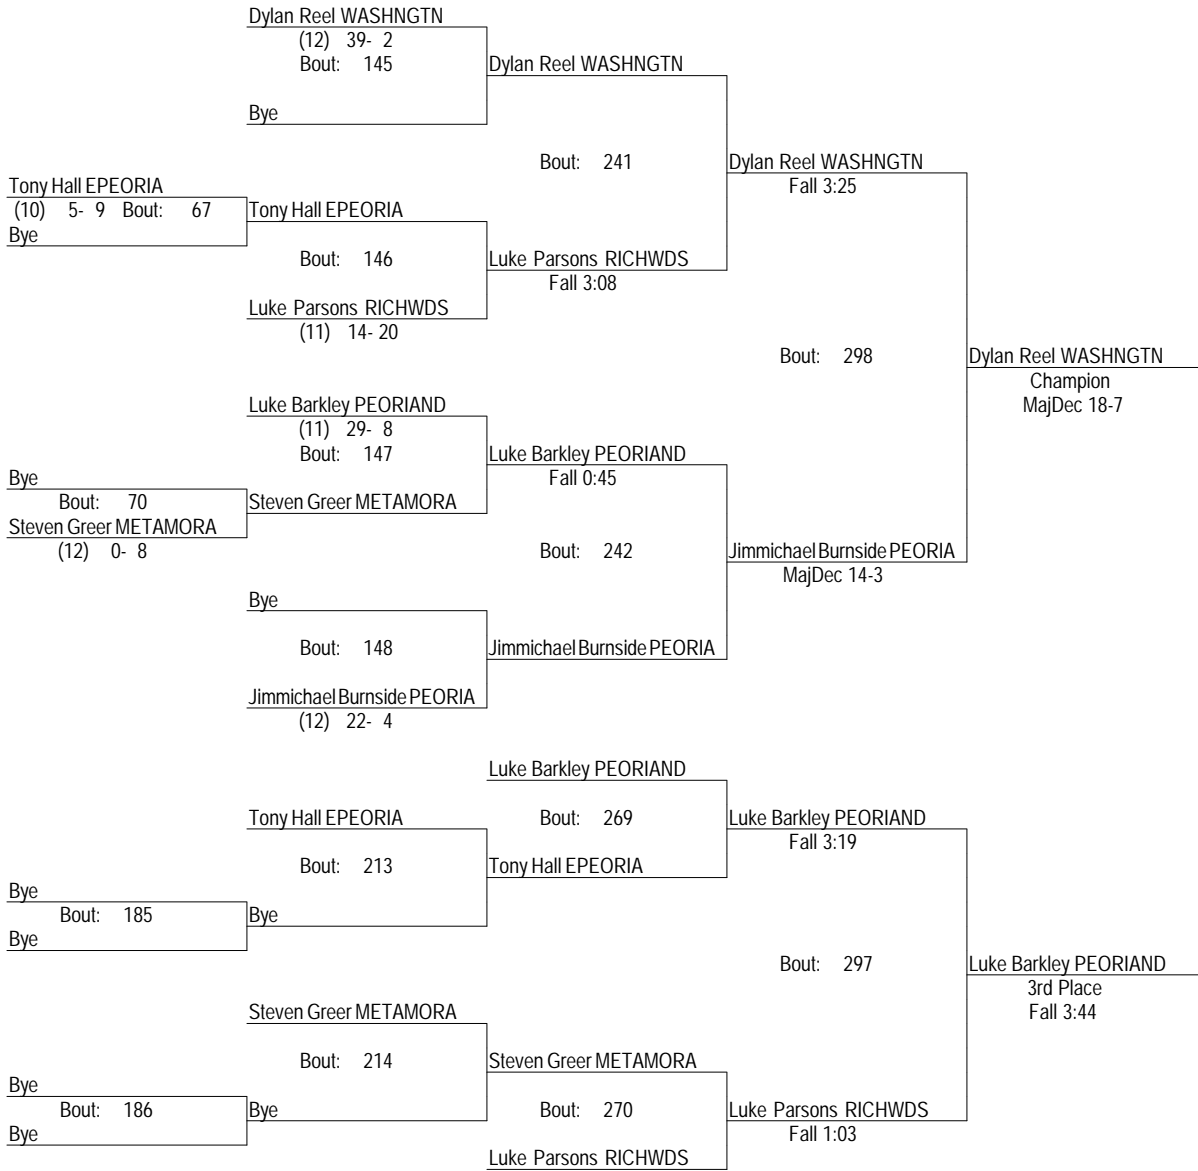 Dylan Reel WASHNGTN
(12) 39- 2
Bout: 145
Dylan Reel WASHNGTN
Bye
Bout: 241
Dylan Reel WASHNGTN
Fall 3:25
Tony Hall EPEORIA
(10) 5- 9 Bout: 67
Tony Hall EPEORIA
Bye
Bout: 146
Luke Parsons RICHWDS
Fall 3:08
Luke Parsons RICHWDS
(11) 14- 20
Bout: 298
Dylan Reel WASHNGTN
Champion
MajDec 18-7
Luke Barkley PEORIAND
(11) 29- 8
Bout: 147
Luke Barkley PEORIAND
Fall 0:45
Bye
Bout: 70
Steven Greer METAMORA
Steven Greer METAMORA
(12) 0- 8
Bout: 242
Jimmichael Burnside PEORIA
MajDec 14-3
Bye
Bout: 148
Jimmichael Burnside PEORIA
Jimmichael Burnside PEORIA
(12) 22- 4
Luke Barkley PEORIAND
Tony Hall EPEORIA
Bout: 269
Luke Barkley PEORIAND
Fall 3:19
Bout: 213
Tony Hall EPEORIA
Bye
Bout: 185
Bye
Bye
Bout: 297
Luke Barkley PEORIAND
3rd Place
Fall 3:44
Steven Greer METAMORA
Bout: 214
Steven Greer METAMORA
Bye
Bout: 186
Bye
Bye
Bout: 270
Luke Parsons RICHWDS
Fall 1:03
Luke Parsons RICHWDS